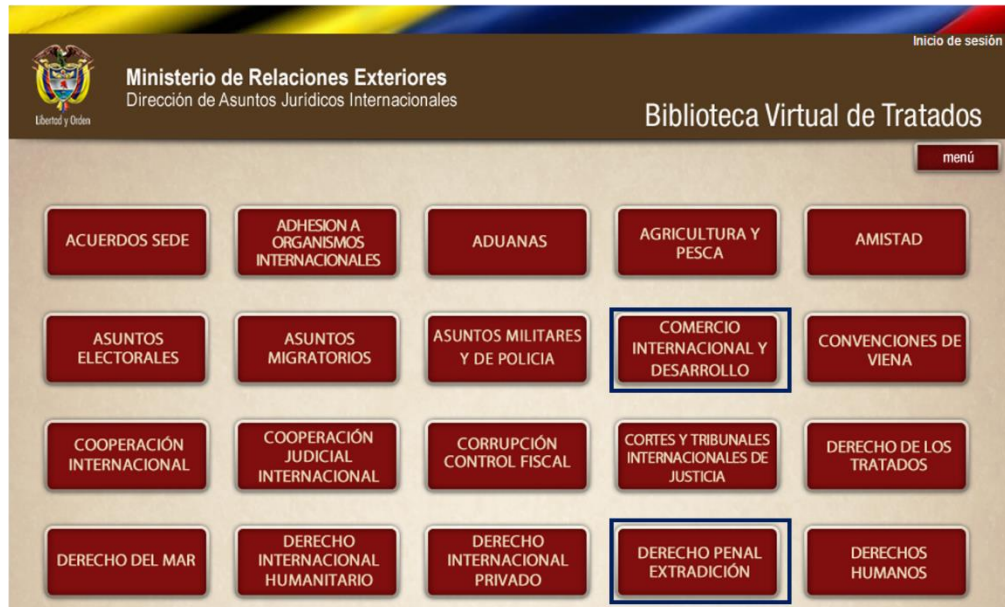 Inicio de sesión
Ministerio de Relaciones Exteriores
Dirección de Asuntos Jurídicos Internacionales
Libertad y Orden
Biblioteca Virtual de Tratados
menú
ACUERDOS SEDE
ADHESION A
ORGANISMOS
INTERNACIONALES
ADUANAS
AGRICULTURA Y
PESCA
AMISTAD
ASUNTOS
ELECTORALES
ASUNTOS
MIGRATORIOS
ASUNTOS MILITARES
Y DE POLICIA
COMERCIO
INTERNACIONAL Y
DESARROLLO
CONVENCIONES DE
VIENA
COOPERACIÓN
INTERNACIONAL
COOPERACIÓN
JUDICIAL
INTERNACIONAL
CORRUPCIÓN
CONTROL FISCAL
CORTES Y TRIBUNALES
INTERNACIONALES DE
JUSTICIA
DERECHO DE LOS
TRATADOS
DERECHO DEL MAR
DERECHO
INTERNACIONAL
HUMANITARIO
DERECHO
INTERNACIONAL
PRIVADO
DERECHO PENAL
EXTRADICIÓN
DERECHOS
HUMANOS